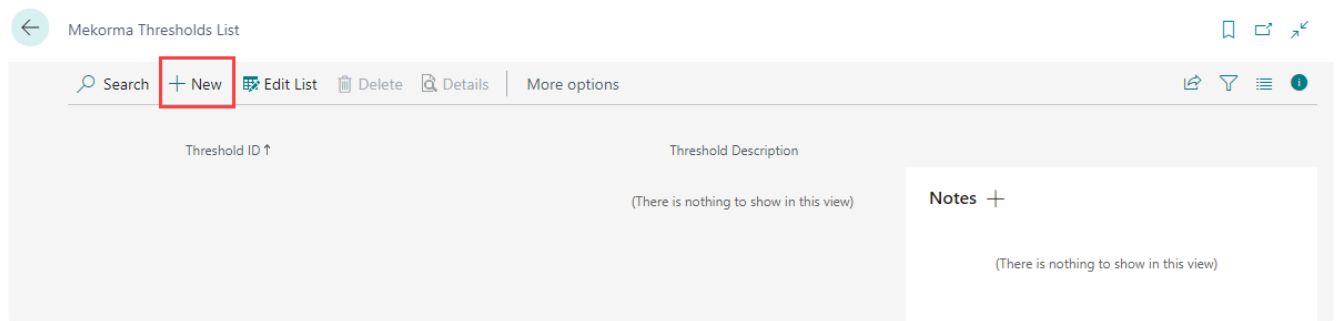 Mekorma Thresholds List
Search + New Edit List Delete Details More options
Threshold ID ↑ Threshold Description
(There is nothing to show in this view)
Notes +
(There is nothing to show in this view)